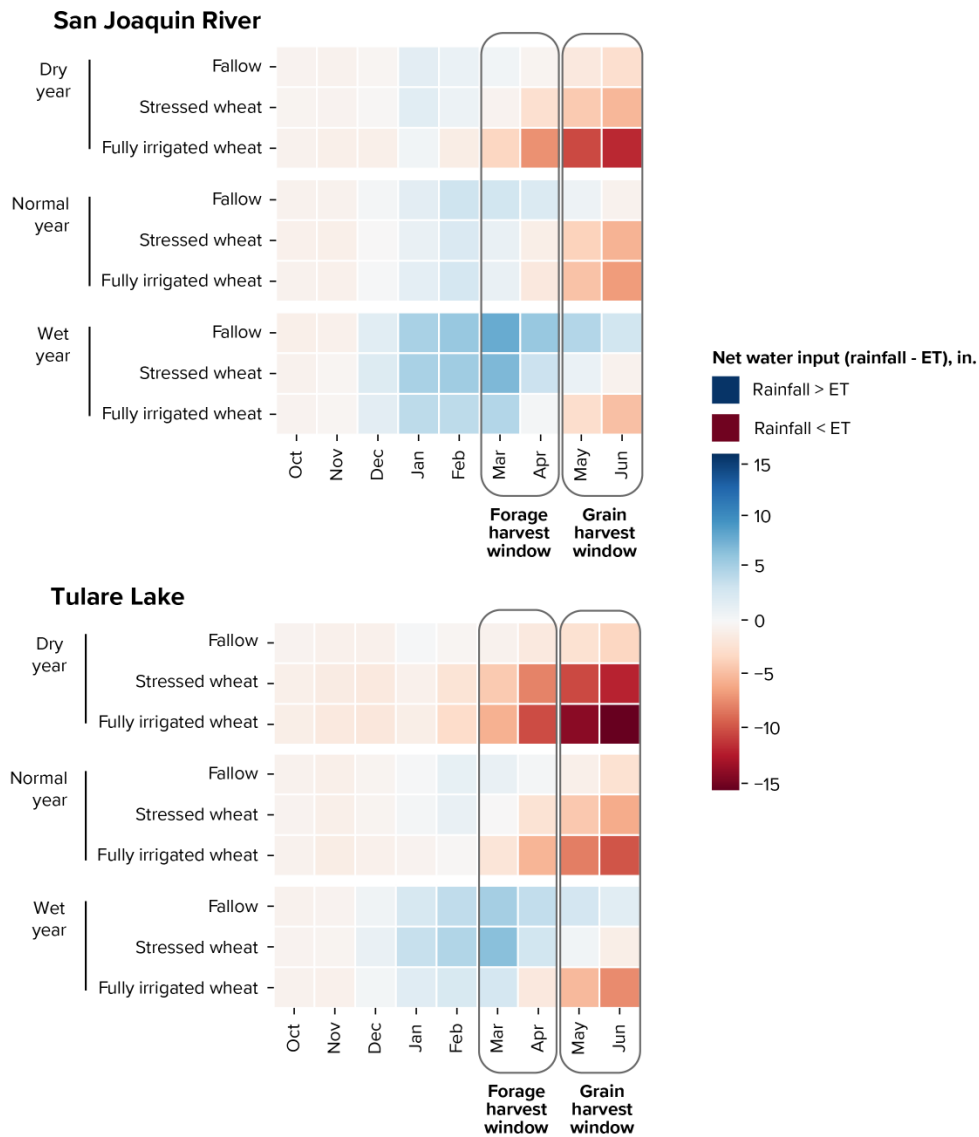 San Joaquin River
Dry
year
Fallow
Stressed wheat
Fully irrigated wheat
Normal
year
Fallow
Stressed wheat
Fully irrigated wheat
Wet
year
Fallow
Stressed wheat
Fully irrigated wheat
Oct
Nov
Dec
Jan
Feb
Mar
Apr
May
Jun
Forage
harvest
window
Grain
harvest
window
Net water input (rainfall - ET), in.
Rainfall > ET
Rainfall < ET
15
10
5
0
−5
−10
−15
Tulare Lake
Dry
year
Fallow
Stressed wheat
Fully irrigated wheat
Normal
year
Fallow
Stressed wheat
Fully irrigated wheat
Wet
year
Fallow
Stressed wheat
Fully irrigated wheat
Oct
Nov
Dec
Jan
Feb
Mar
Apr
May
Jun
Forage
harvest
window
Grain
harvest
window